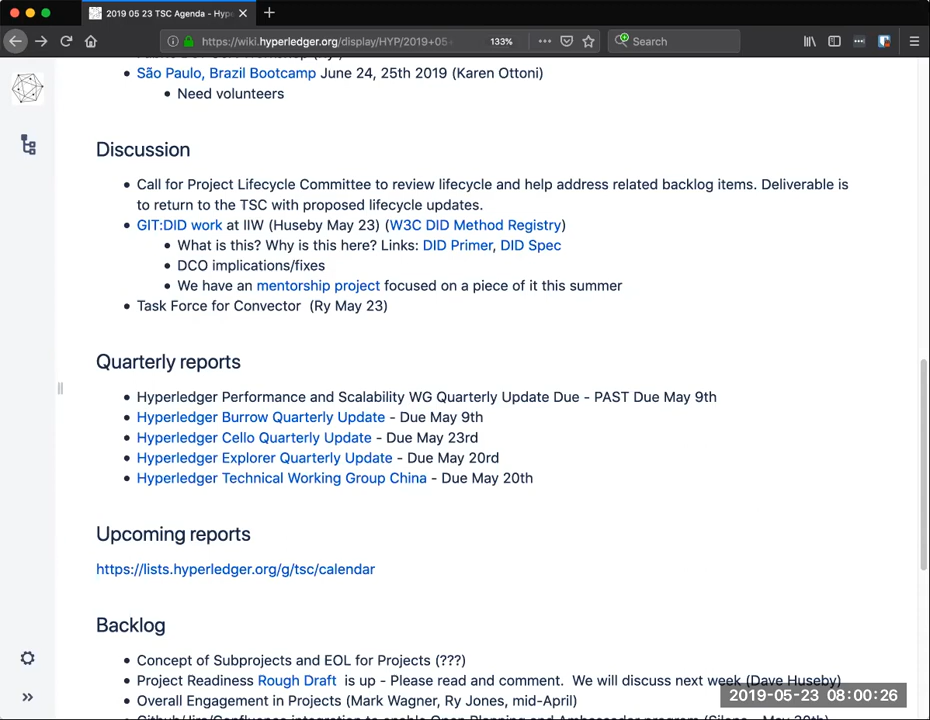 2019 05 23 TSC Agenda - Hype
https://wiki.hyperledger.org/display/HYP/2019+05
133%
Search
São Paulo, Brazil Bootcamp June 24, 25th 2019 (Karen Ottoni)
Need volunteers
Discussion
Call for Project Lifecycle Committee to review lifecycle and help address related backlog items. Deliverable is
to return to the TSC with proposed lifecycle updates.
GIT:DID work at IIW (Huseby May 23) (W3C DID Method Registry)
What is this? Why is this here? Links: DID Primer, DID Spec
DCO implications/fixes
We have an mentorship project focused on a piece of it this summer
Task Force for Convector (Ry May 23)
Quarterly reports
Hyperledger Performance and Scalability WG Quarterly Update Due - PAST Due May 9th
Hyperledger Burrow Quarterly Update - Due May 9th
Hyperledger Cello Quarterly Update - Due May 23rd
Hyperledger Explorer Quarterly Update - Due May 20rd
Hyperledger Technical Working Group China - Due May 20th
Upcoming reports
https://lists.hyperledger.org/g/tsc/calendar
Backlog
Concept of Subprojects and EOL for Projects (???)
Project Readiness Rough Draft is up - Please read and comment. We will discuss next week (Dave Huseby)
Overall Engagement in Projects (Mark Wagner, Ry Jones, mid-April)
2019-05-23 08:00:26